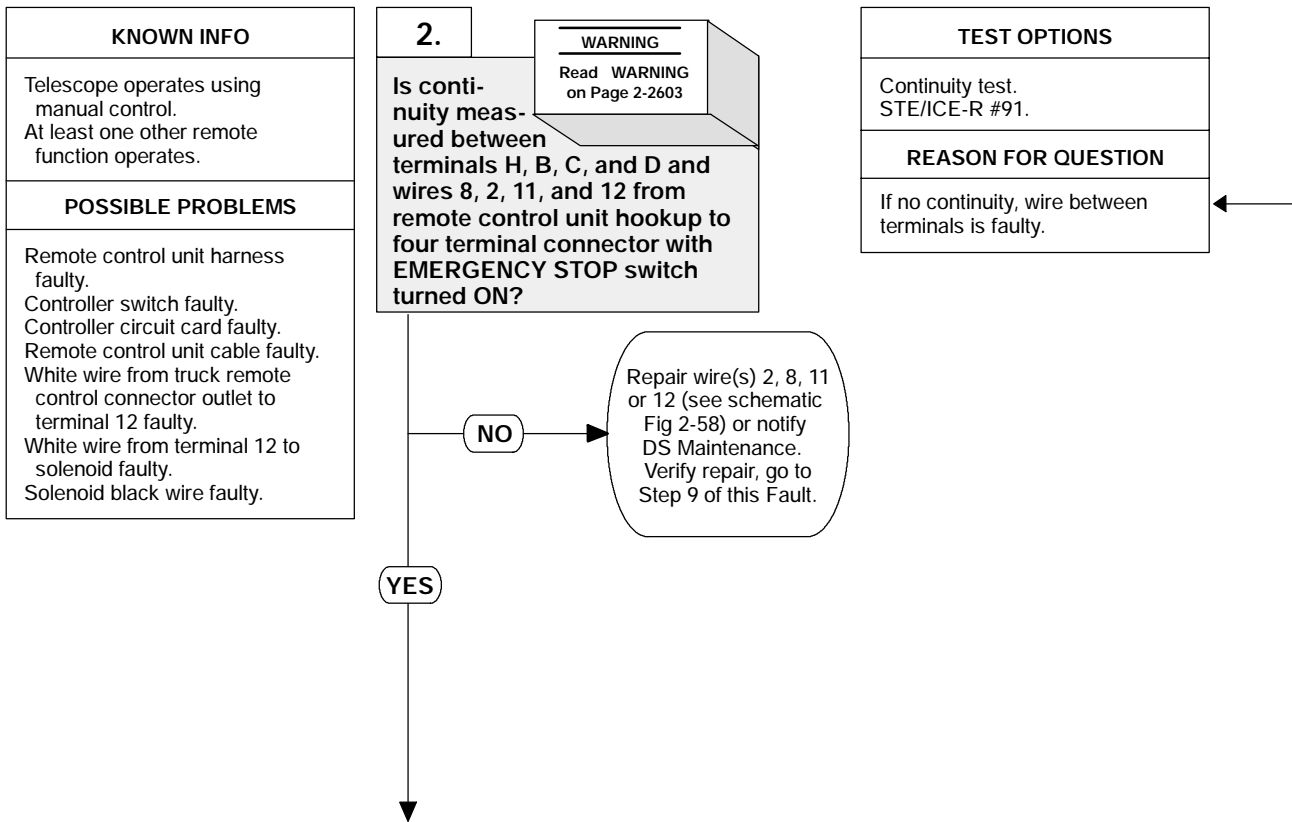 KNOWN INFO
Telescope operates using
manual control.
At least one other remote
function operates.
POSSIBLE PROBLEMS
Remote control unit harness
faulty.
Controller switch faulty.
Controller circuit card faulty.
Remote control unit cable faulty.
White wire from truck remote
control connector outlet to
terminal 12 faulty.
White wire from terminal 12 to
solenoid faulty.
Solenoid black wire faulty.
2.
WARNING
Read WARNING
on Page 2-2603
Is conti-
nuity meas-
ured between
terminals H, B, C, and D and
wires 8, 2, 11, and 12 from
remote control unit hookup to
four terminal connector with
EMERGENCY STOP switch
turned ON?
NO
Repair wire(s) 2, 8, 11
or 12 (see schematic
Fig 2-58) or notify
DS Maintenance.
Verify repair, go to
Step 9 of this Fault.
YES
TEST OPTIONS
Continuity test.
STE/ICE-R #91.
REASON FOR QUESTION
If no continuity, wire between
terminals is faulty.